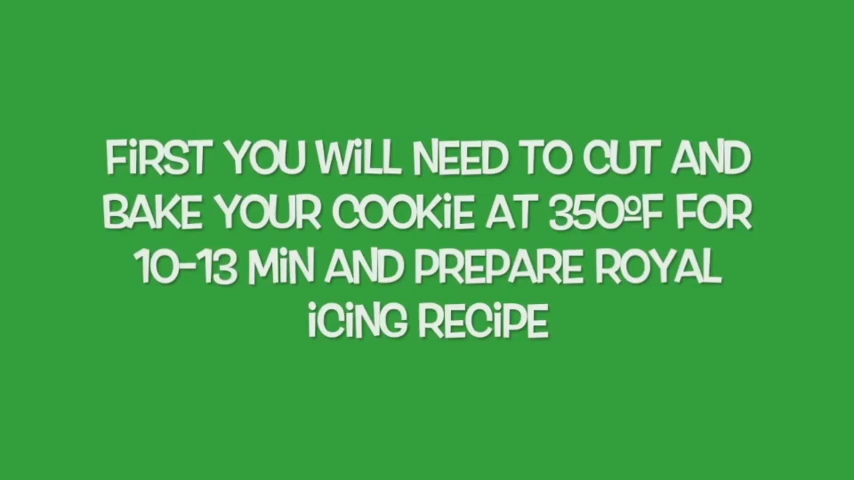 FiRST YOU WiLL NEED TO CUT AND
BAKE YOUR COOKiE AT 350ºF FOR
10-13 MiN AND PREPARE ROYAL
iCiNG RECiPE